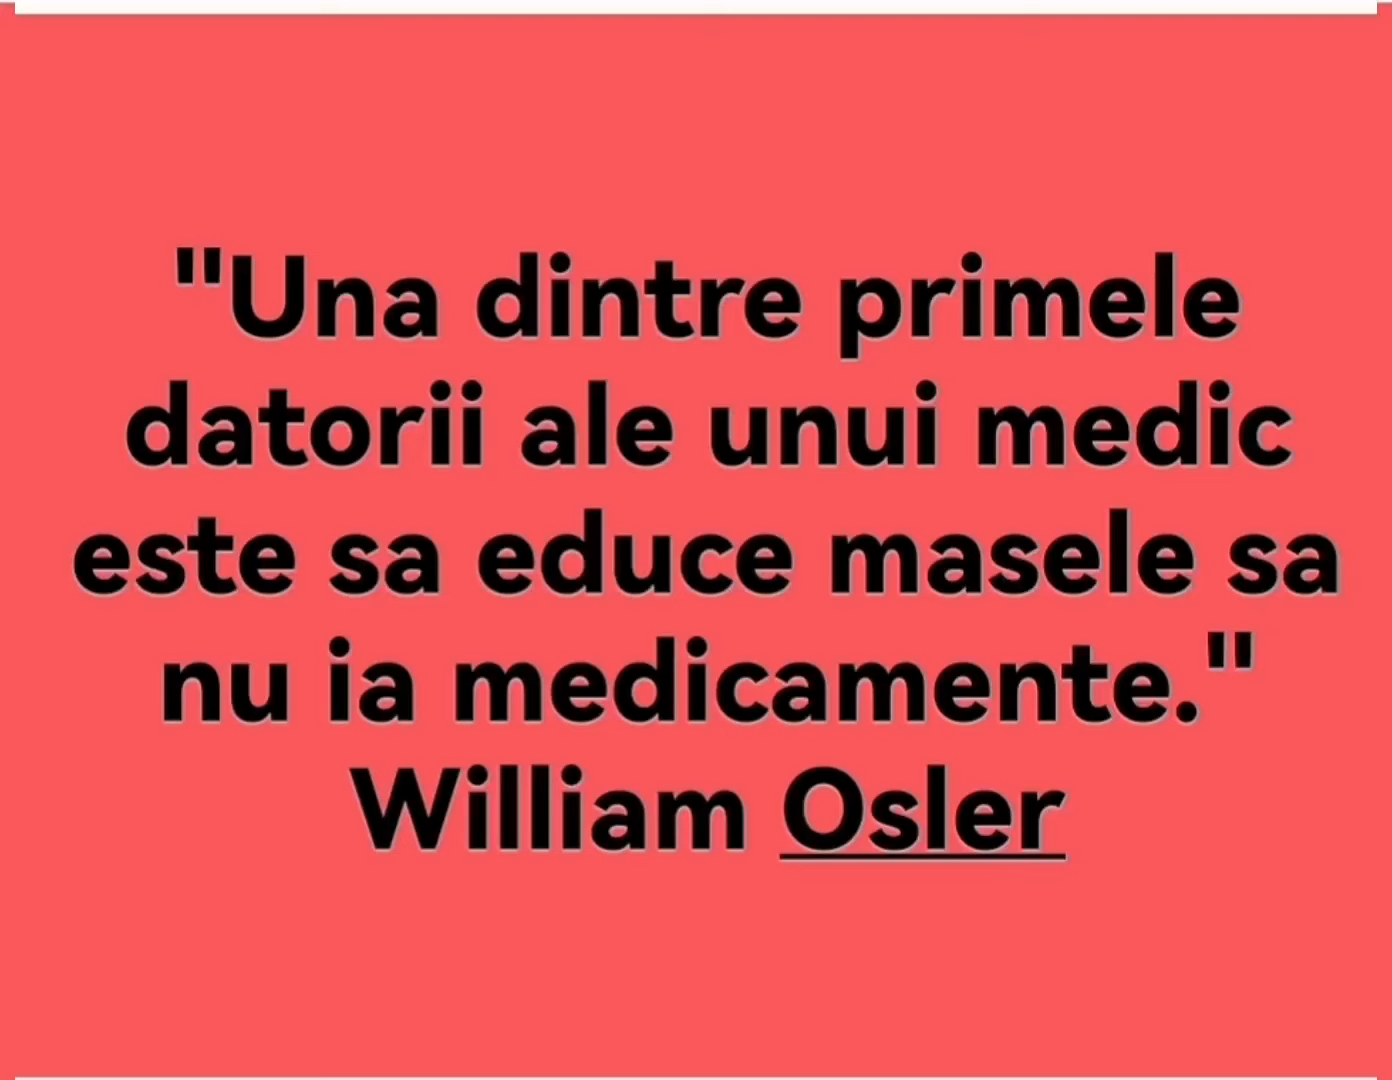 "Una dintre primele
datorii ale unui medic
este sa educe masele sa
nu ia medicamente."
William Osler